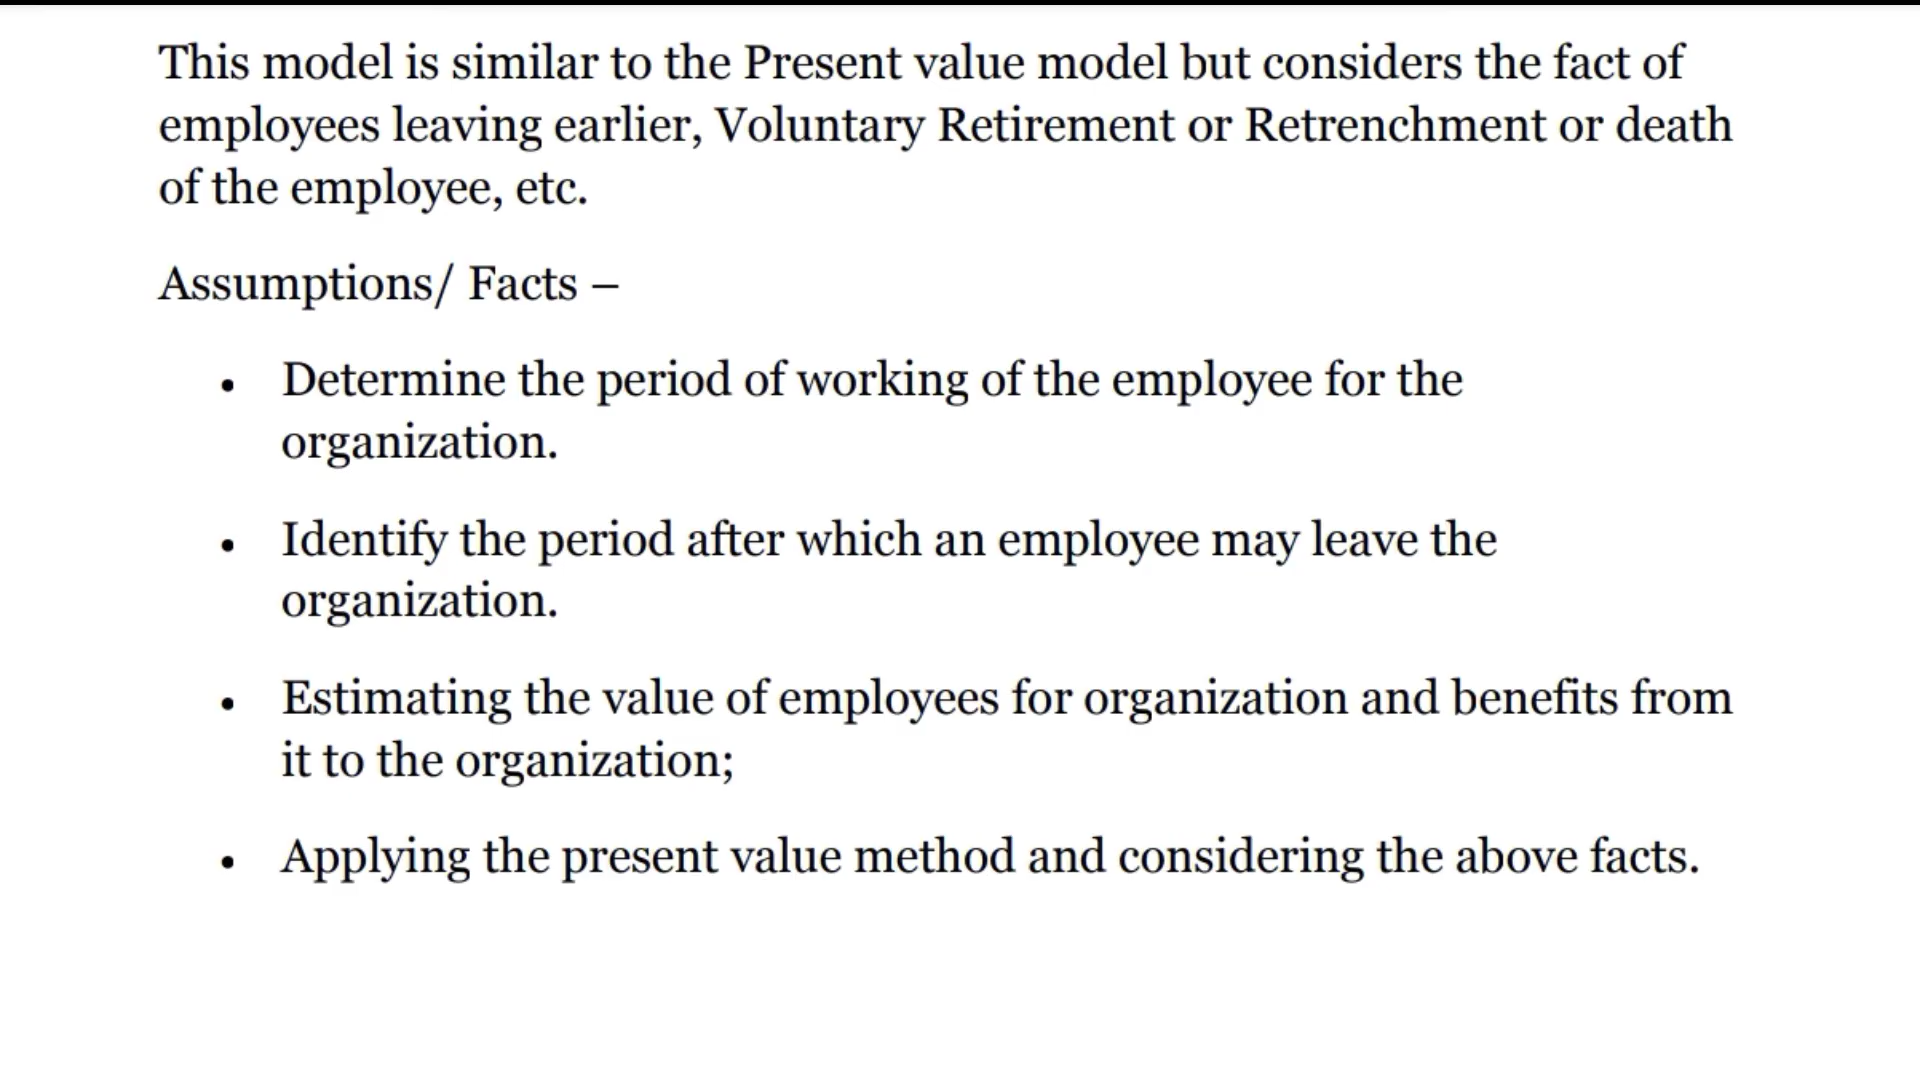 This model is similar to the Present value model but considers the fact of
employees leaving earlier, Voluntary Retirement or Retrenchment or death
of the employee, etc.
Assumptions/ Facts –
• Determine the period of working of the employee for the
organization.
• Identify the period after which an employee may leave the
organization.
• Estimating the value of employees for organization and benefits from
it to the organization;
• Applying the present value method and considering the above facts.